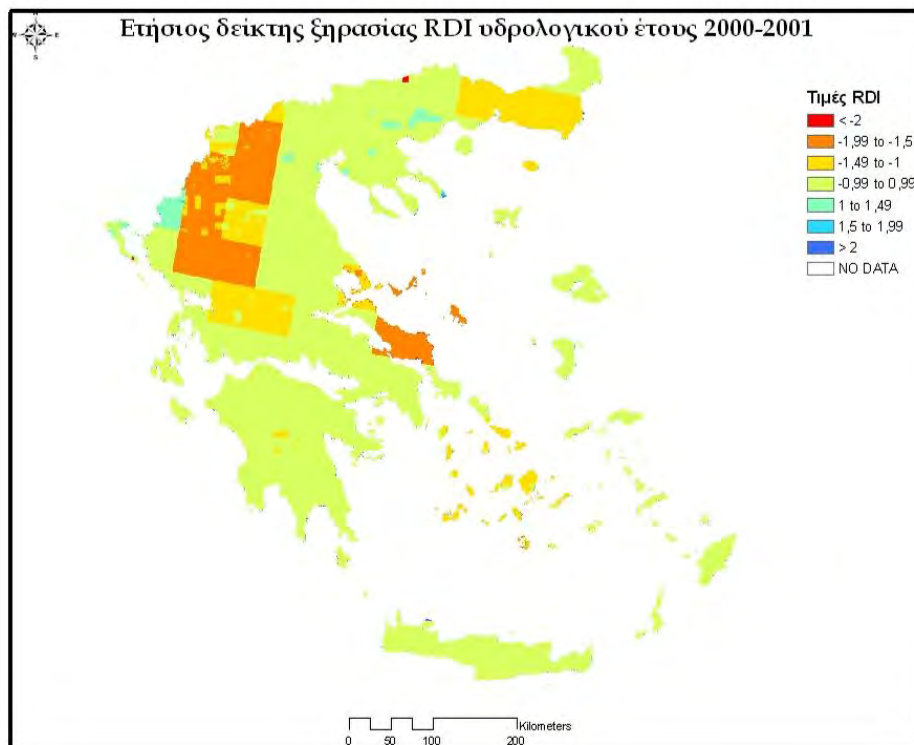 Ετήσιος δείκτης ξηρασίας RDI υδρολογικού έτους 2000-2001
N
W
E
S
Τιμές RDI
< -2
-1,99 to -1,5
-1,49 to -1
-0,99 to 0,99
1 to 1,49
1,5 to 1,99
> 2
NO DATA
Kilometers
0 50 100 200